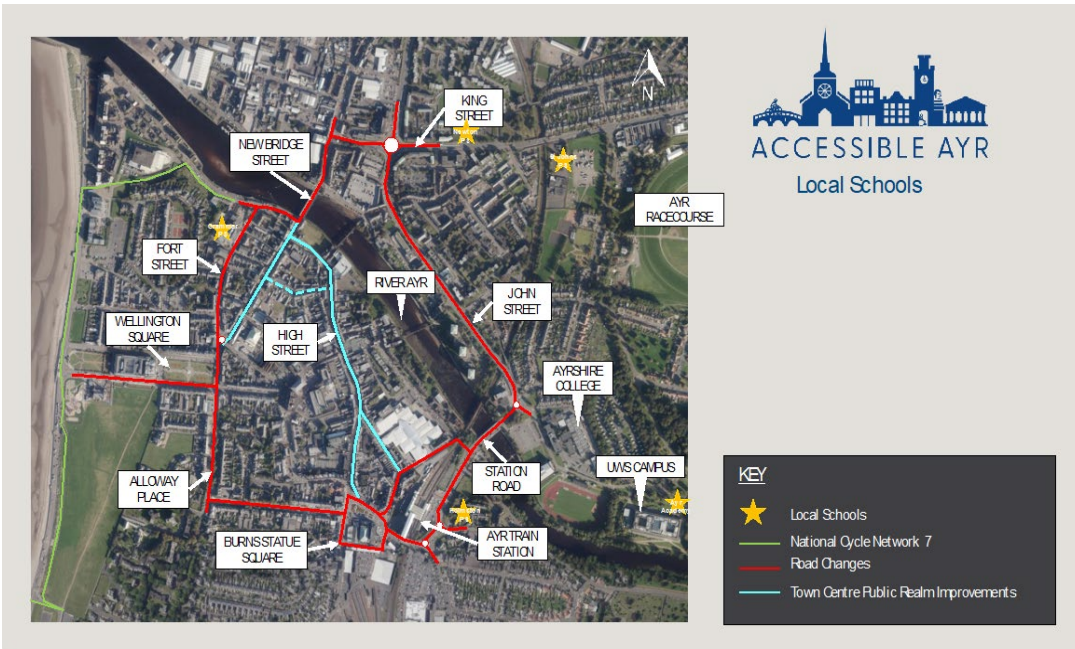 KING
STREET
N
NEW BRIDGE
STREET
AYR
RACECOURSE
FORT
STREET
RIVER AYR
JOHN
STREET
WELLINGTON
SQUARE
HIGH
STREET
AYRSHIRE
COLLEGE
STATION
ROAD
UWS CAMPUS
ALLOWAY
PLACE
BURNS STATUE
SQUARE
AYR TRAIN
STATION
ACCESSIBLE AYR
Local Schools
KEY
Local Schools
National Cycle Network 7
Road Changes
Town Centre Public Realm Improvements